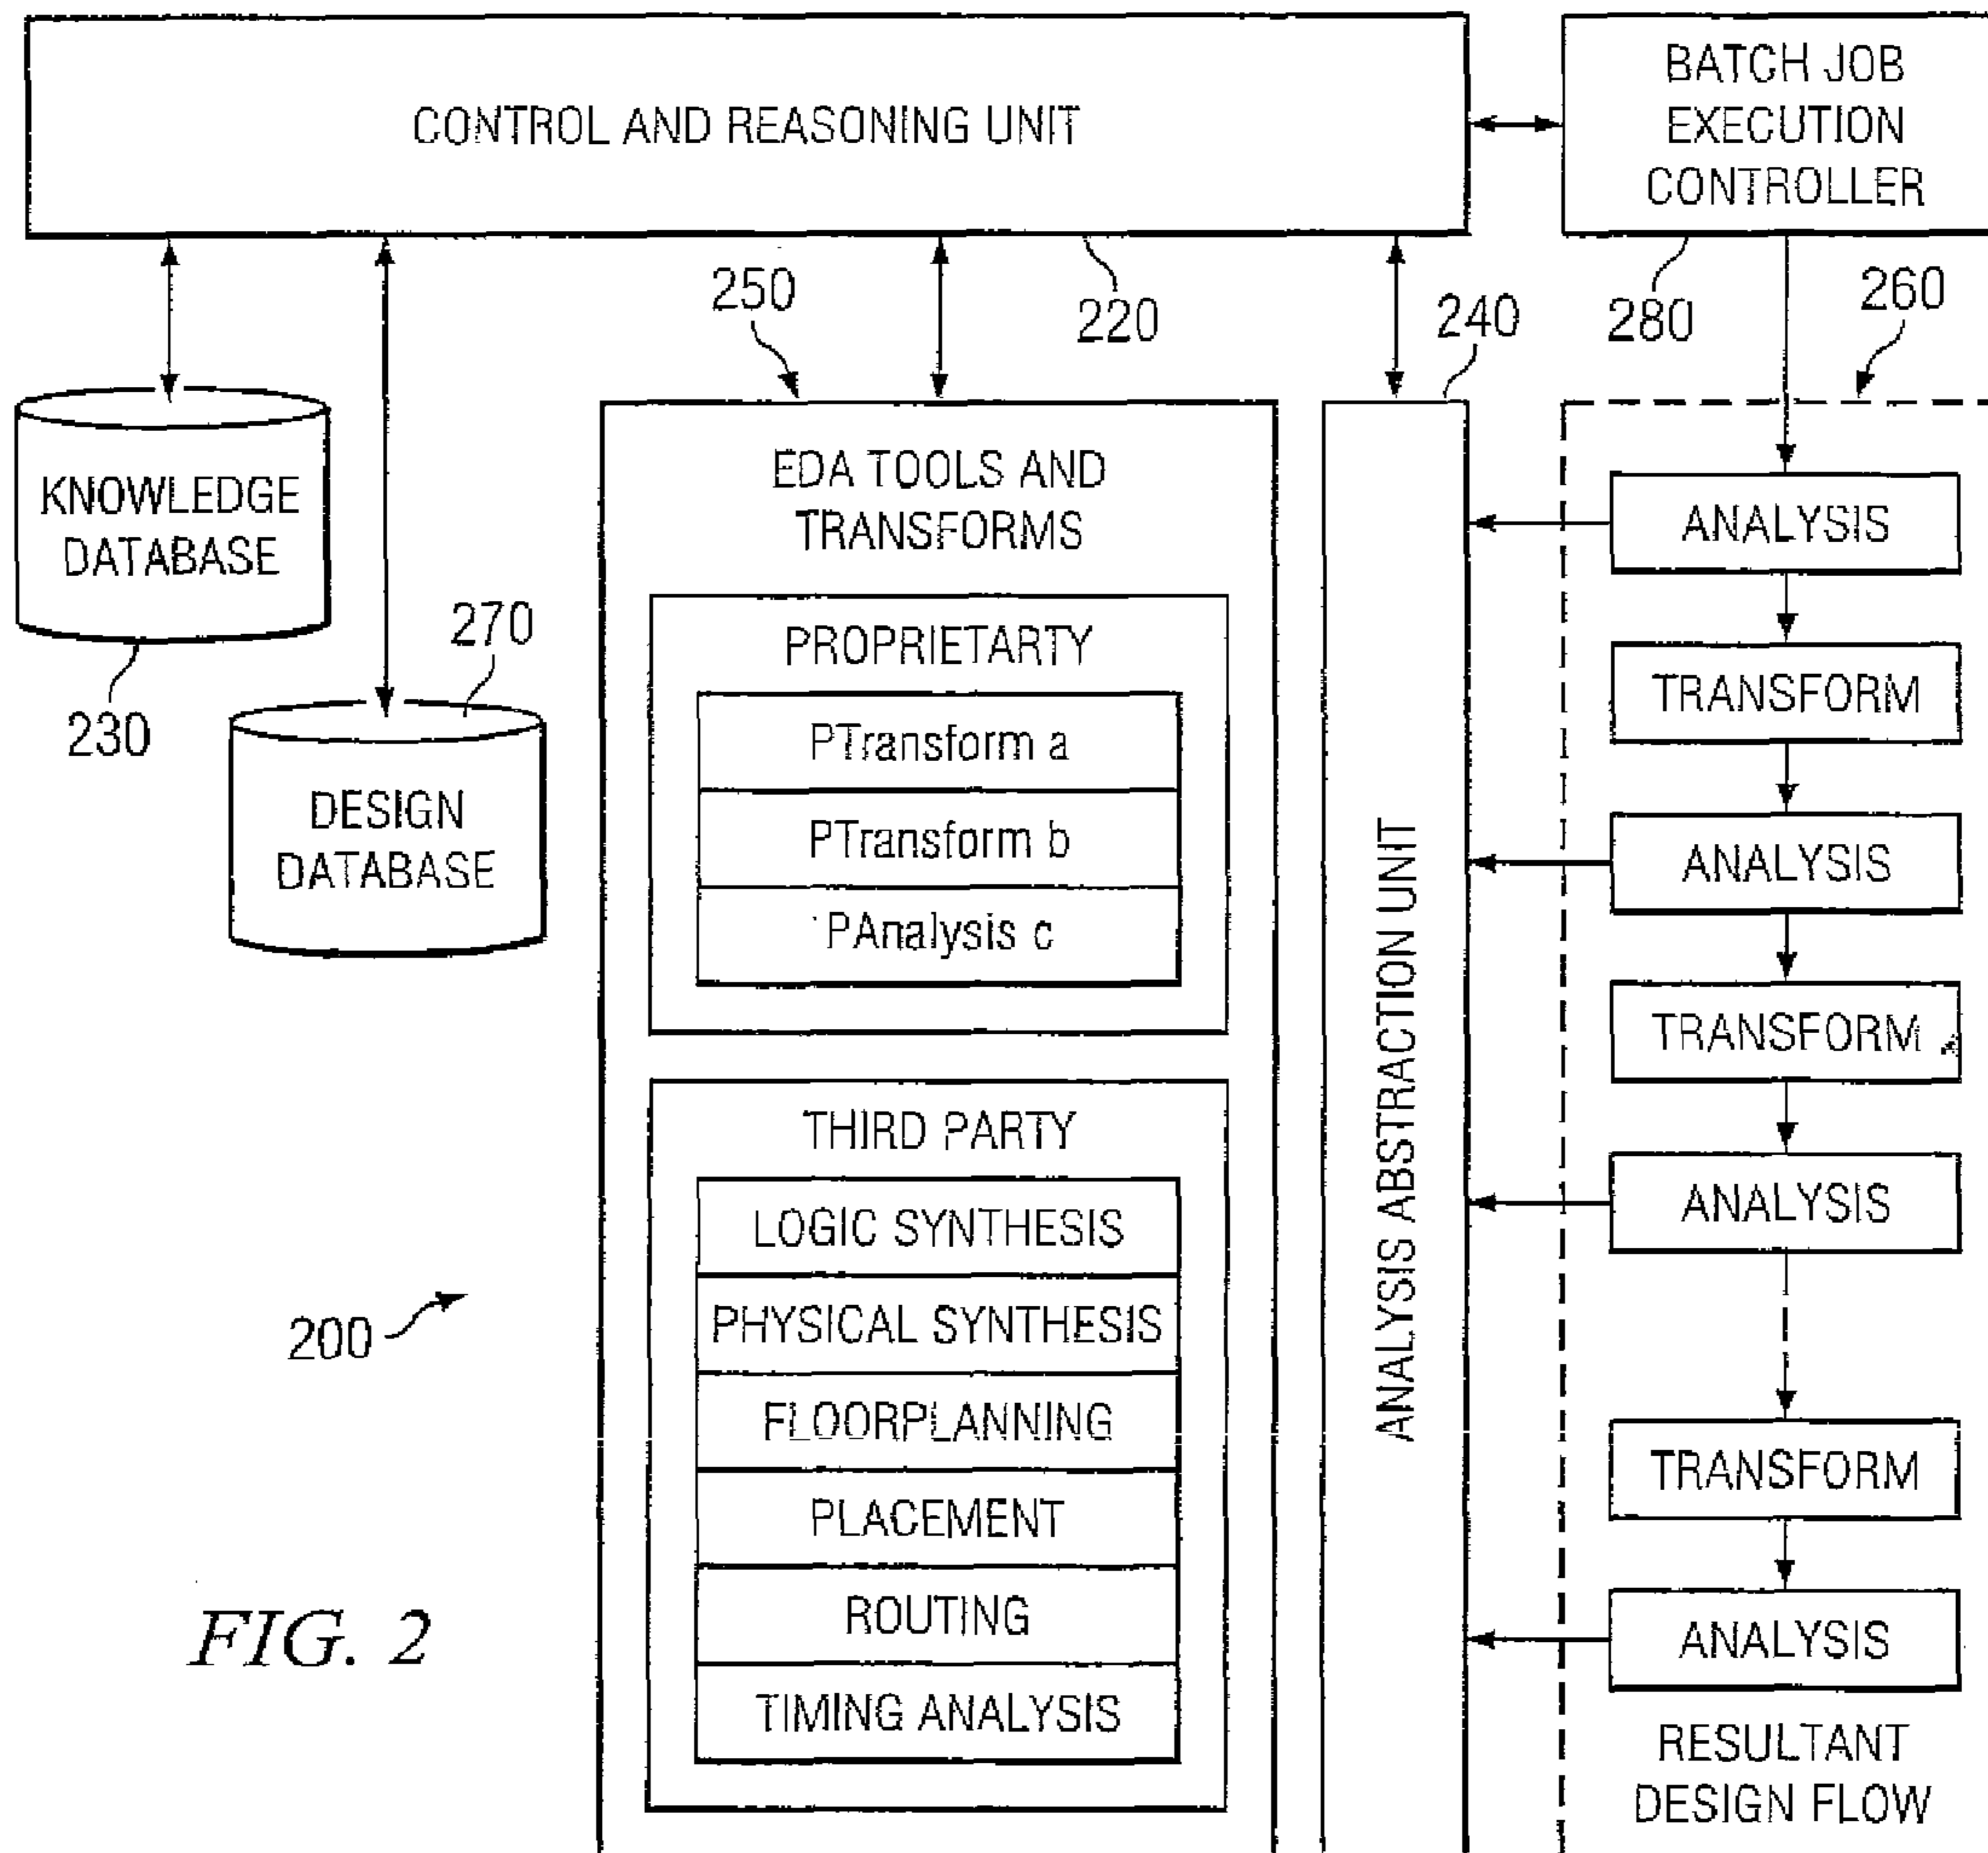 CONTROL AND REASONING UNIT
BATCH JOB
EXECUTION
CONTROLLER
250
220
240
280
260
KNOWLEDGE
DATABASE
230
270
DESIGN
DATABASE
EDA TOOLS AND
TRANSFORMS
PROPRIETARTY
PTransform a
PTransform b
PAnalysis c
THIRD PARTY
LOGIC SYNTHESIS
PHYSICAL SYNTHESIS
FLOORPLANNING
PLACEMENT
ROUTING
TIMING ANALYSIS
ANALYSIS ABSTRACTION UNIT
ANALYSIS
TRANSFORM
ANALYSIS
TRANSFORM
ANALYSIS
TRANSFORM
ANALYSIS
RESULTANT
DESIGN FLOW
200
FIG. 2